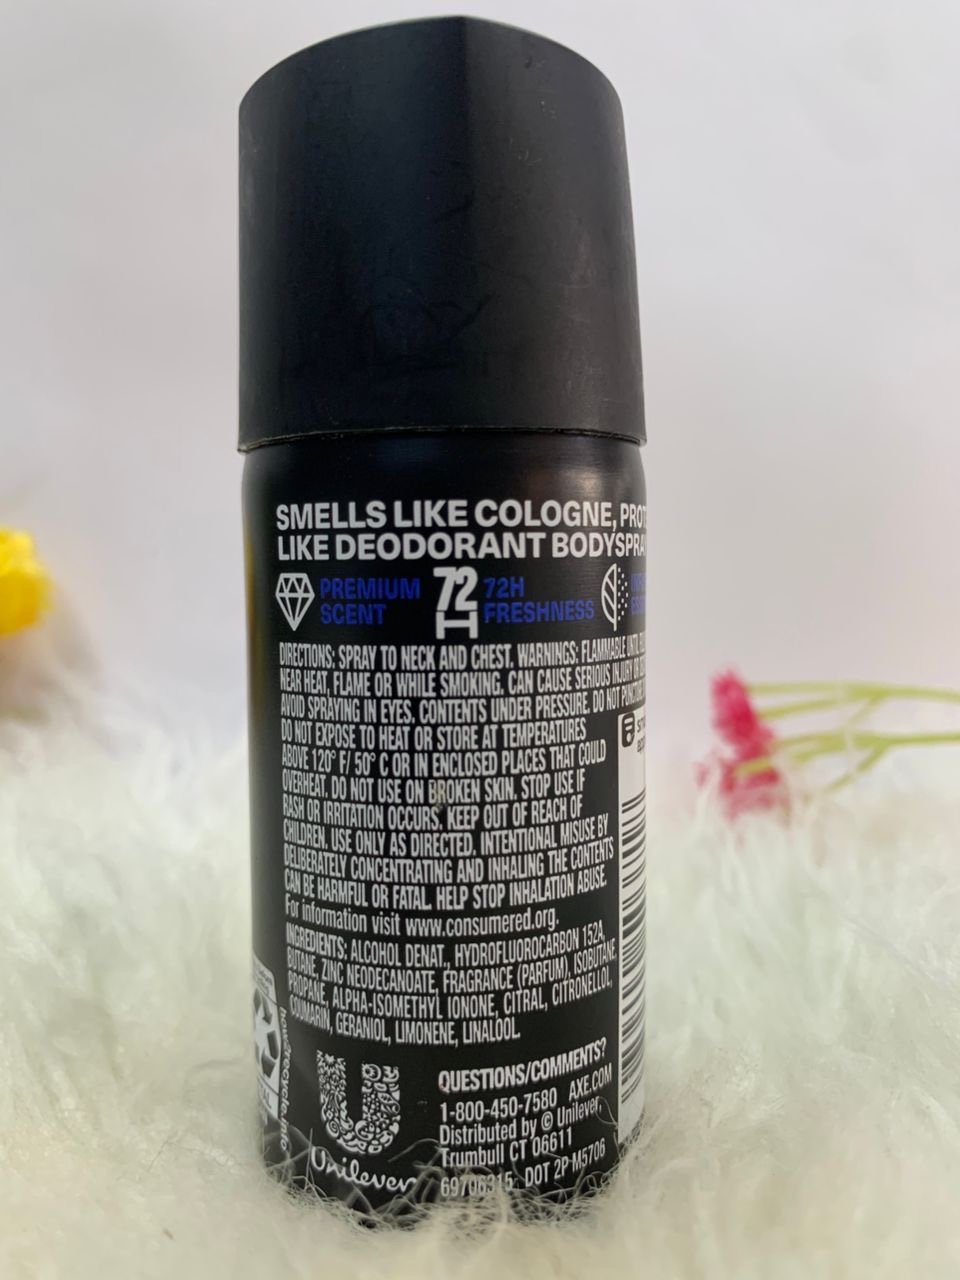 SMELLS LIKE COLOGNE,
LIKE DEODORANT
PREMIUM
SCENT
72
H
72H
FRESHNESS
DIRECTIONS: SPRAY TO NECK AND CHEST. WARNINGS: FLAMMABLE UNTIL
NEAR HEAT, FLAME OR WHILE SMOKING. CAN CAUSE SERIOUS INJURY OR
AVOID SPRAYING IN EYES. CONTENTS UNDER PRESSURE. DO NOT PUNCTURE
DO NOT EXPOSE TO HEAT OR STORE AT TEMPERATURES
ABOVE 120° F/ 50° C OR IN ENCLOSED PLACES THAT COULD
OVERHEAT. DO NOT USE ON BROKEN SKIN. STOP USE IF
RASH OR IRRITATION OCCURS. KEEP OUT OF REACH OF
CHILDREN. USE ONLY AS DIRECTED. INTENTIONAL MISUSE BY
DELIBERATELY CONCENTRATING AND INHALING THE CONTENTS
CAN BE HARMFUL OR FATAL. HELP STOP INHALATION ABUSE.
For information visit www.consumered.org.
INGREDIENTS: ALCOHOL DENAT., HYDROFLUOROCARBON 152A,
BUTANE, ZINC NEODECANOATE, FRAGRANCE (PARFUM), ISOBUTANE,
PROPANE, ALPHA-ISOMETHYL IONONE, CITRAL, CITRONELLOL,
COUMARIN, GERANIOL, LIMONENE, LINALOOL.
how2recycle.info
Unilever
QUESTIONS/COMMENTS?
1-800-450-7580 AXE.COM
Distributed by © Unilever,
Trumbull CT 06611
69706315 DOT 2P M5706